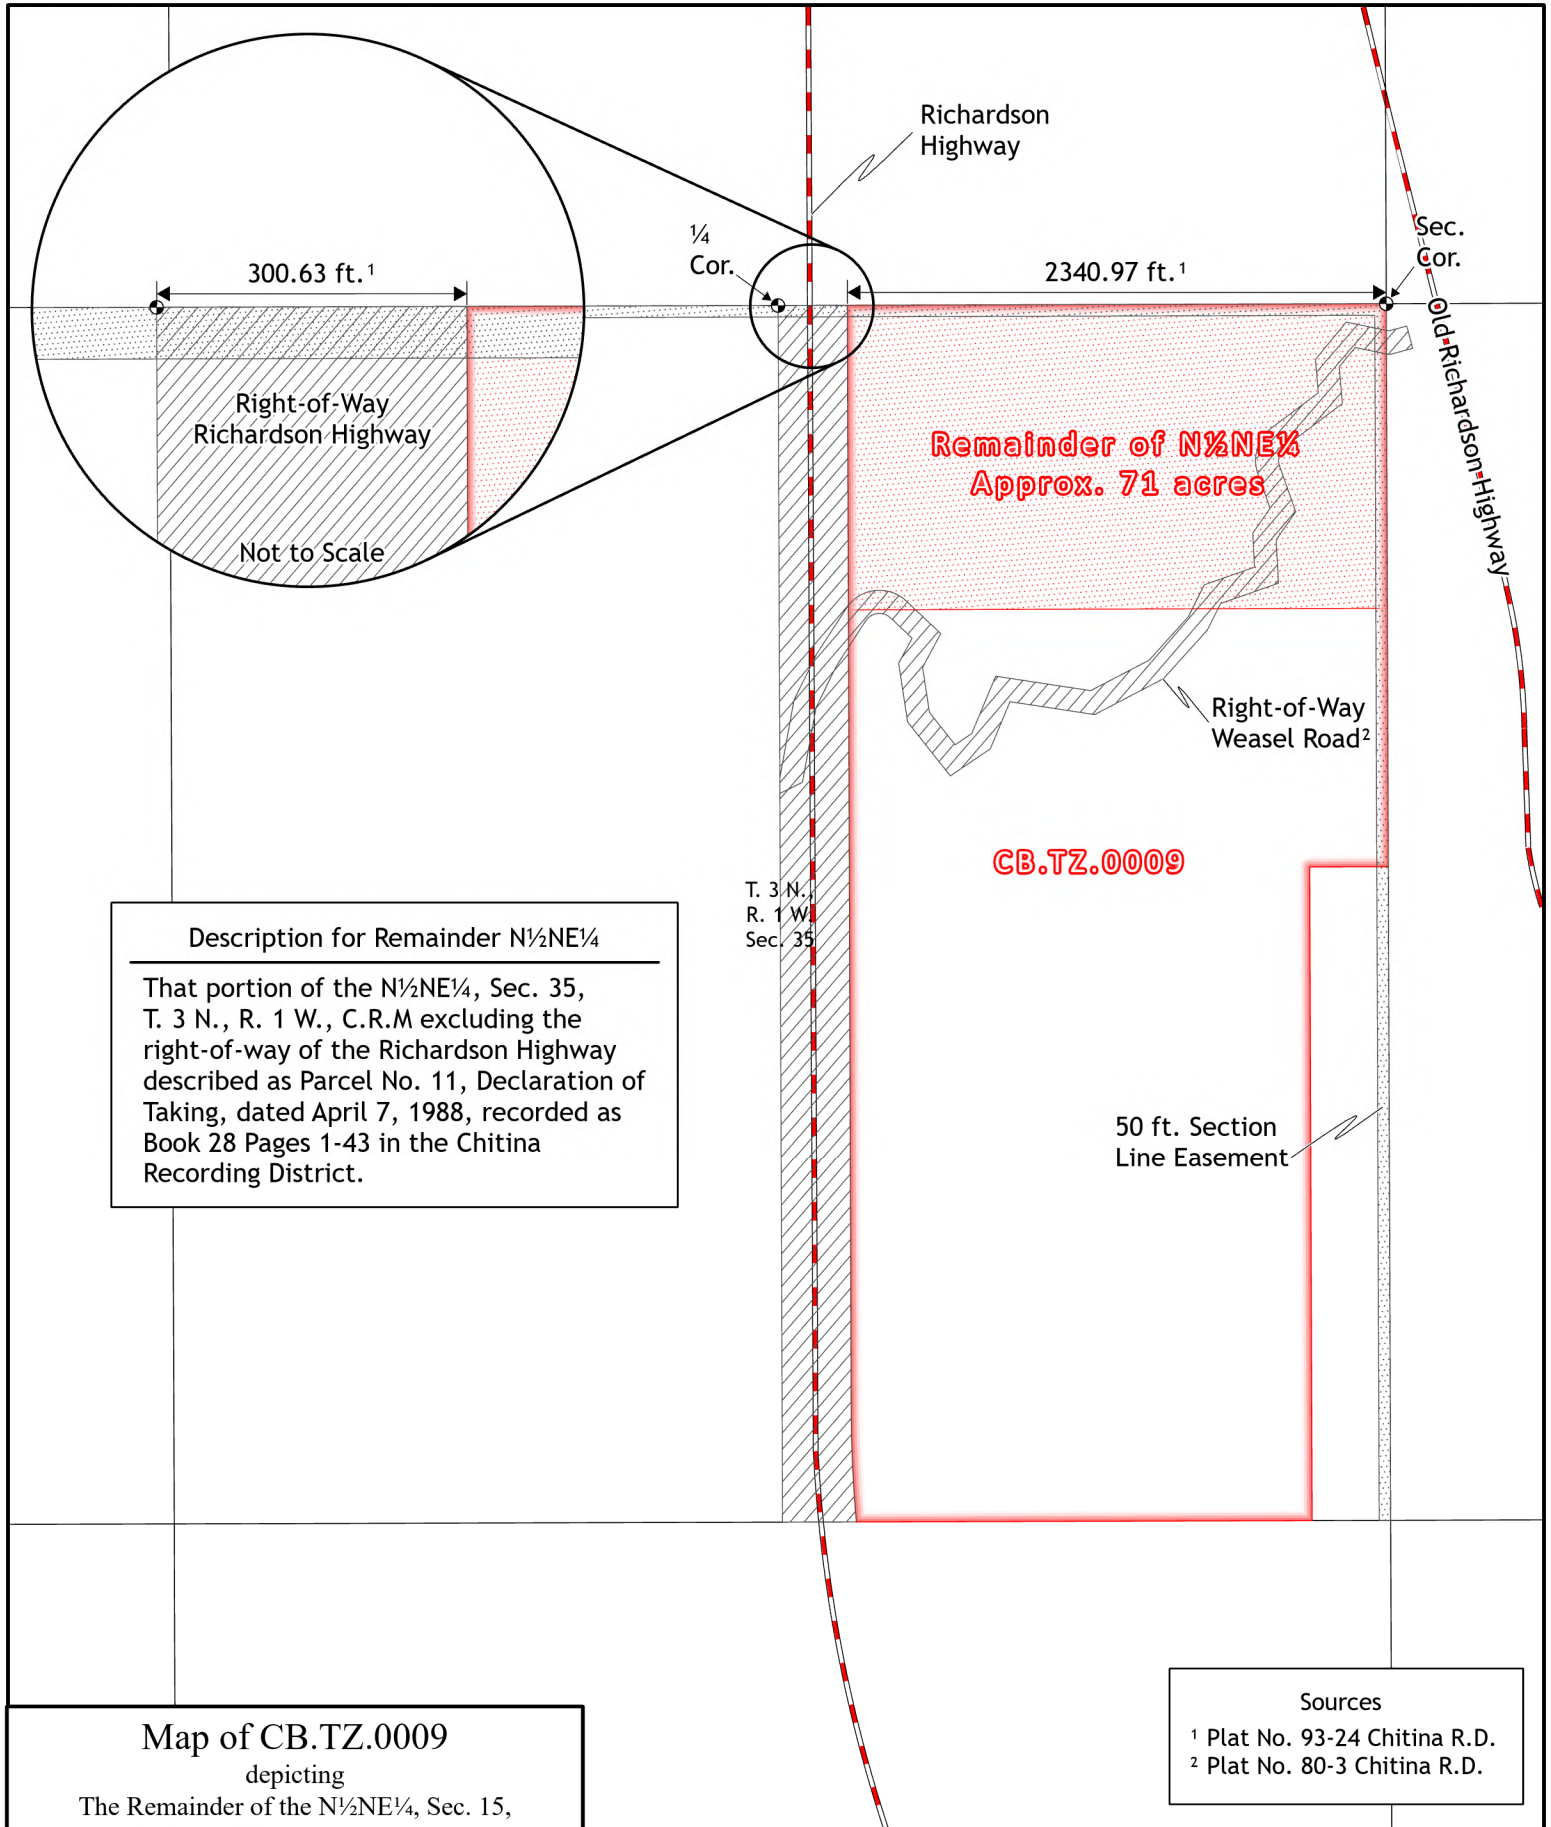 Richardson
Highway
¼
Cor.
Sec.
Cor.
300.63 ft.¹
2340.97 ft.¹
Old Richardson Highway
Right-of-Way
Richardson Highway
Not to Scale
Remainder of N½NE¼
Approx. 71 acres
Right-of-Way
Weasel Road²
CB.TZ.0009
T. 3 N.,
R. 1 W.
Sec. 35
Description for Remainder N½NE¼
That portion of the N½NE¼, Sec. 35,
T. 3 N., R. 1 W., C.R.M excluding the
right-of-way of the Richardson Highway
described as Parcel No. 11, Declaration of
Taking, dated April 7, 1988, recorded as
Book 28 Pages 1-43 in the Chitina
Recording District.
50 ft. Section
Line Easement
Map of CB.TZ.0009
depicting
The Remainder of the N½NE¼, Sec. 15,
Sources
¹ Plat No. 93-24 Chitina R.D.
² Plat No. 80-3 Chitina R.D.